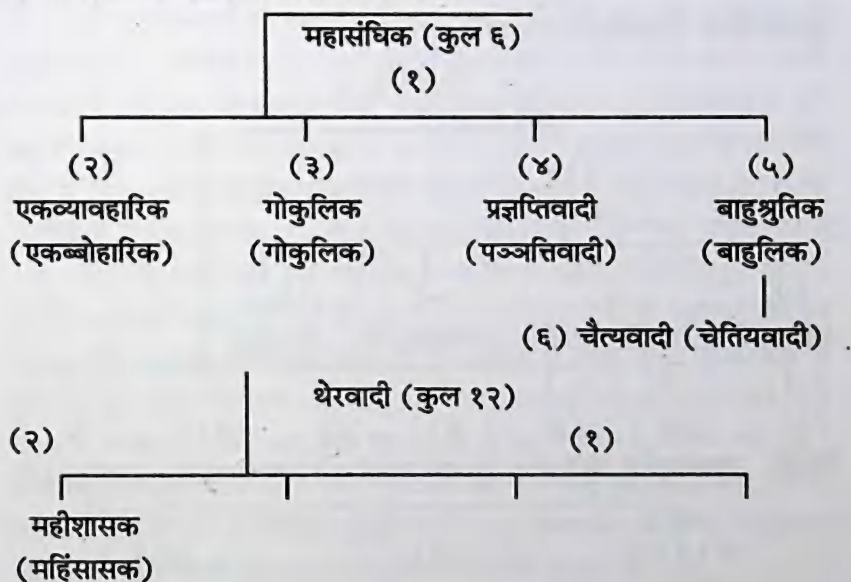 महासंघिक (कुल ६)
(१)
(२) (३) (४) (५)
एकव्यावहारिक गोकुलिक प्रज्ञप्तिवादी बाहुश्रुतिक
(एकब्बोहारिक) (गोकुलिक) (पञ्ञत्तिवादी) (बाहुलिक)
(६) चैत्यवादी (चेतियवादी)
थेरवादी (कुल १२)
(२) (१)
महीशासक
(महिंसासक)